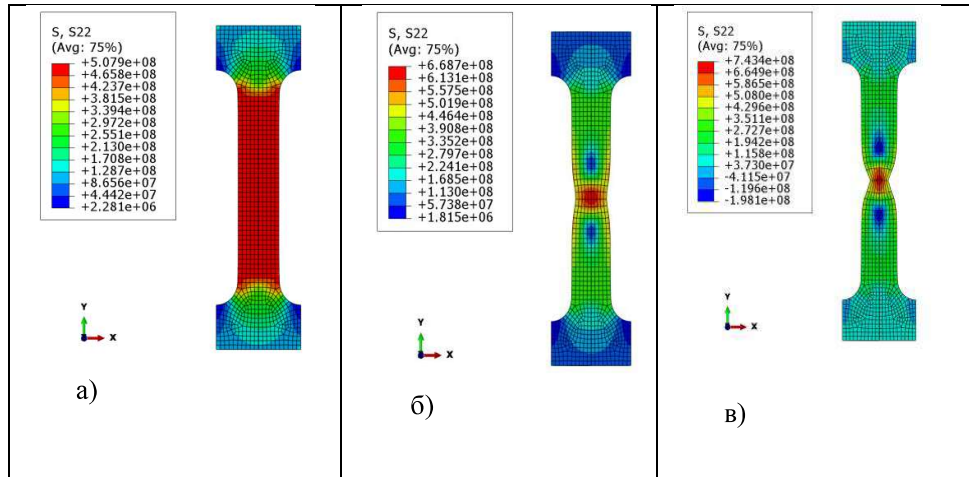 S, S22
(Avg: 75%)
+5.079e+08
+4.658e+08
+4.237e+08
+3.815e+08
+3.394e+08
+2.972e+08
+2.551e+08
+2.130e+08
+1.708e+08
+1.287e+08
+8.656e+07
+4.442e+07
+2.281e+06
Y
X
а)
S, S22
(Avg: 75%)
+6.687e+08
+6.131e+08
+5.575e+08
+5.019e+08
+4.464e+08
+3.908e+08
+3.352e+08
+2.797e+08
+2.241e+08
+1.685e+08
+1.130e+08
+5.738e+07
+1.815e+06
Y
X
б)
S, S22
(Avg: 75%)
+7.434e+08
+6.649e+08
+5.865e+08
+5.080e+08
+4.296e+08
+3.511e+08
+2.727e+08
+1.942e+08
+1.158e+08
+3.730e+07
-4.115e+07
-1.196e+08
-1.981e+08
Y
X
в)